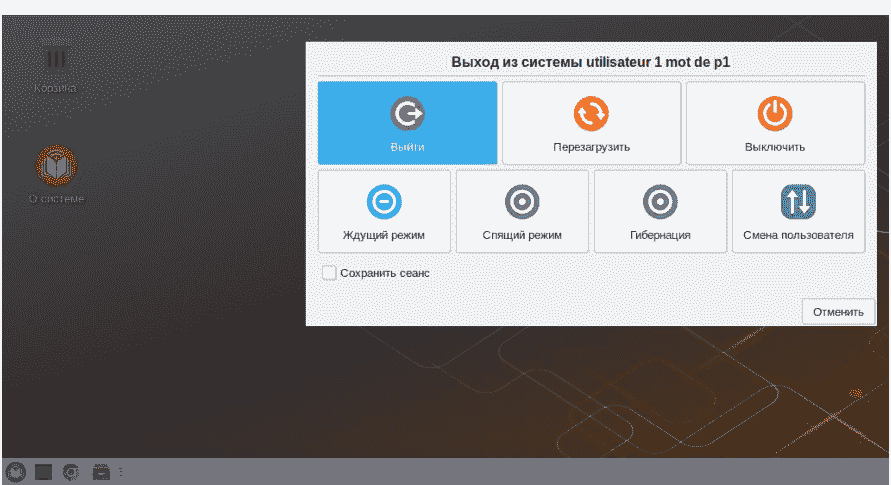 Корзина
О системе
Выход из системы utilisateur 1 mot de p1
Выйти
Перезагрузить
Выключить
Ждущий режим
Спящий режим
Гибернация
Смена пользователя
Сохранить сеанс
Отменить